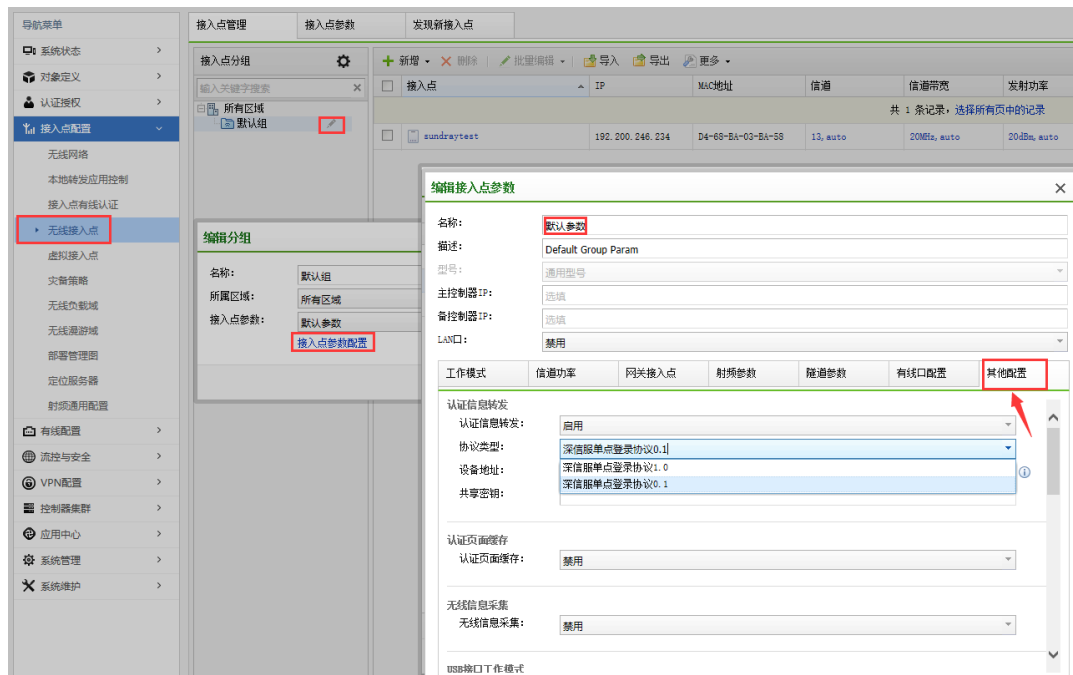 导航菜单
系统状态
对象定义
认证授权
接入点配置
无线网络
本地转发应用控制
接入点有线认证
无线接入点
虚拟接入点
灾备策略
无线负载域
无线漫游域
部署管理图
定位服务器
射频通用配置
有线配置
流控与安全
VPN配置
控制器集群
应用中心
系统管理
系统维护
接入点管理 接入点参数 发现新接入点
接入点分组
输入关键字搜索
所有区域
默认组
新增 删除 批里编辑 导入 导出 更多
接入点 IP MAC地址 信道 信道带宽 发射功率
共 1 条记录，选择所有页中的记录
sundraytest 192.200.246.234 D4-68-BA-03-BA-58 13, auto 20MHz, auto 20dBm, auto
编辑分组
名称: 默认组
所属区域: 所有区域
接入点参数: 默认参数
接入点参数配置
编辑接入点参数
名称: 默认参数
描述: Default Group Param
型号: 通用型号
主控制器IP: 选填
备控制器IP: 选填
LAN口: 禁用
工作模式 信道功率 网关接入点 射频参数 隧道参数 有线口配置 其他配置
认证信息转发
认证信息转发: 启用
协议类型: 深信服单点登录协议0.1
设备地址: 深信服单点登录协议1.0
深信服单点登录协议0.1
共享密钥:
认证页面缓存
认证页面缓存: 禁用
无线信息采集
无线信息采集: 禁用
USB接口工作模式